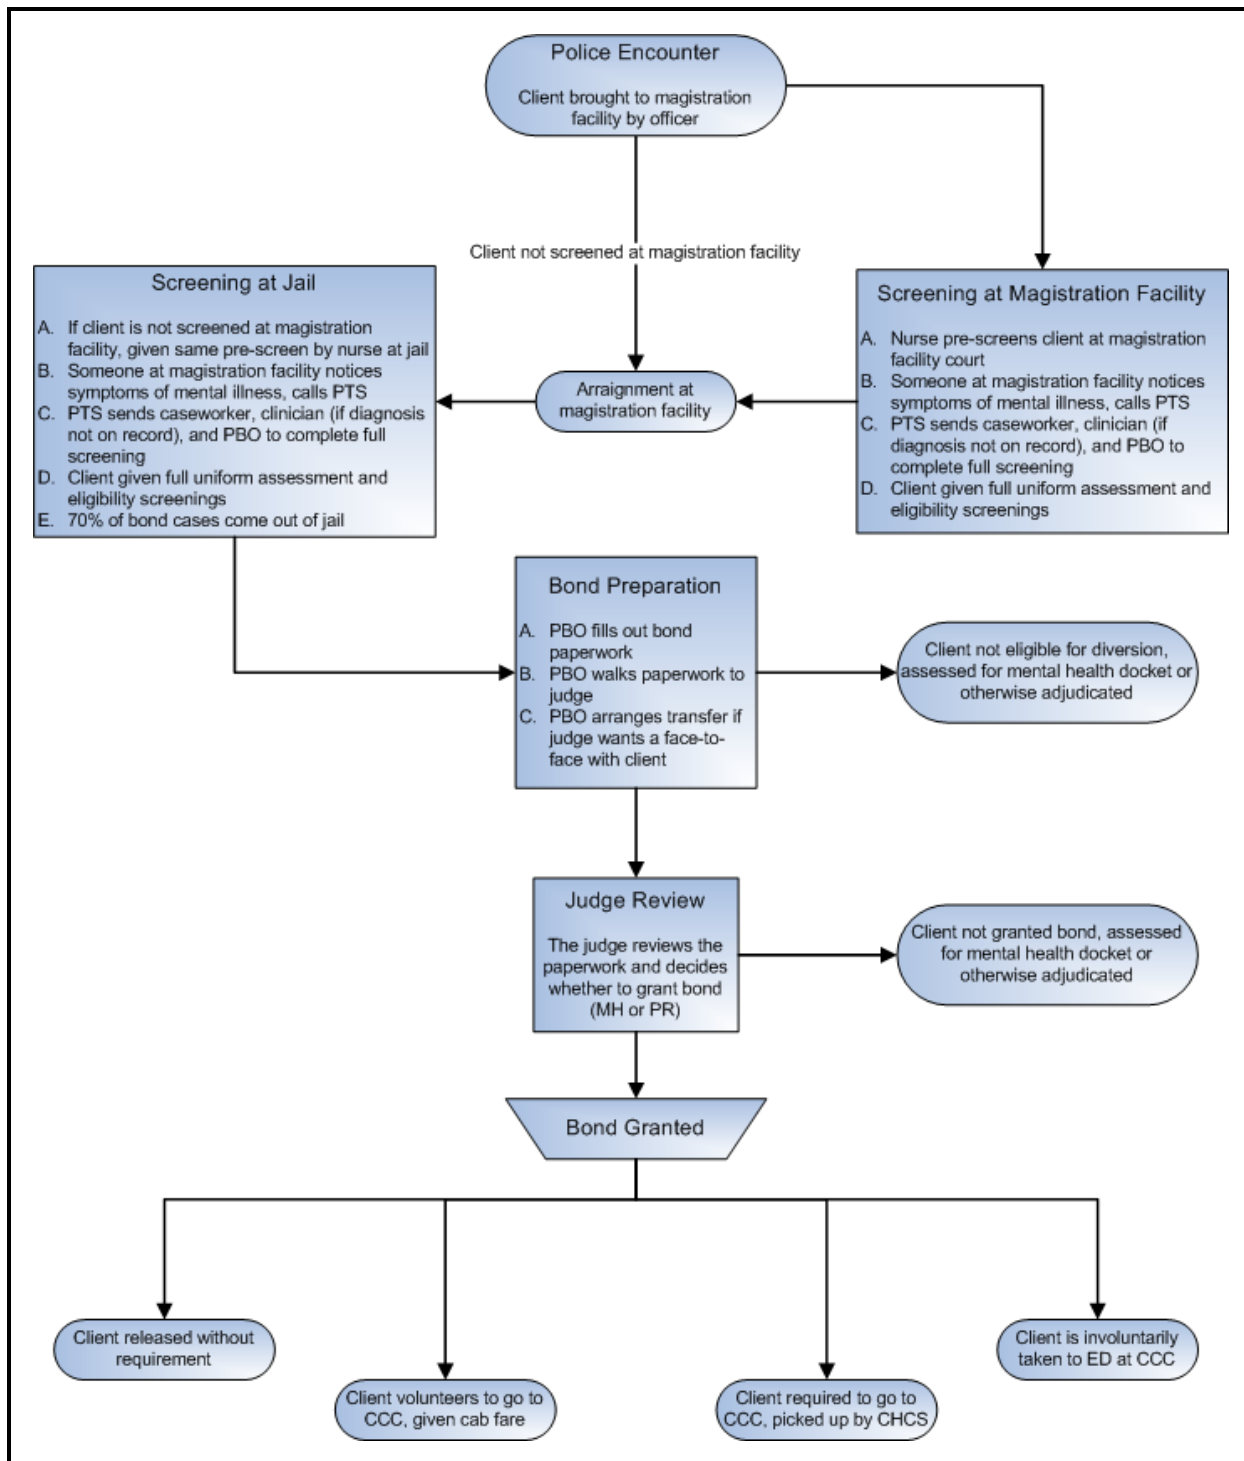 Police Encounter
Client brought to magistration
facility by officer
Client not screened at magistration facility
Screening at Jail
A. If client is not screened at magistration
facility, given same pre-screen by nurse at jail
B. Someone at magistration facility notices
symptoms of mental illness, calls PTS
C. PTS sends caseworker, clinician (if diagnosis
not on record), and PBO to complete full
screening
D. Client given full uniform assessment and
eligibility screenings
E. 70% of bond cases come out of jail
Arraignment at
magistration facility
Screening at Magistration Facility
A. Nurse pre-screens client at magistration
facility court
B. Someone at magistration facility notices
symptoms of mental illness, calls PTS
C. PTS sends caseworker, clinician (if
diagnosis not on record), and PBO to
complete full screening
D. Client given full uniform assessment and
eligibility screenings
Bond Preparation
A. PBO fills out bond
paperwork
B. PBO walks paperwork to
judge
C. PBO arranges transfer if
judge wants a face-to-
face with client
Client not eligible for diversion,
assessed for mental health docket or
otherwise adjudicated
Judge Review
The judge reviews the
paperwork and decides
whether to grant bond
(MH or PR)
Client not granted bond, assessed
for mental health docket or
otherwise adjudicated
Bond Granted
Client released without
requirement
Client volunteers to go to
CCC, given cab fare
Client required to go to
CCC, picked up by CHCS
Client is involuntarily
taken to ED at CCC